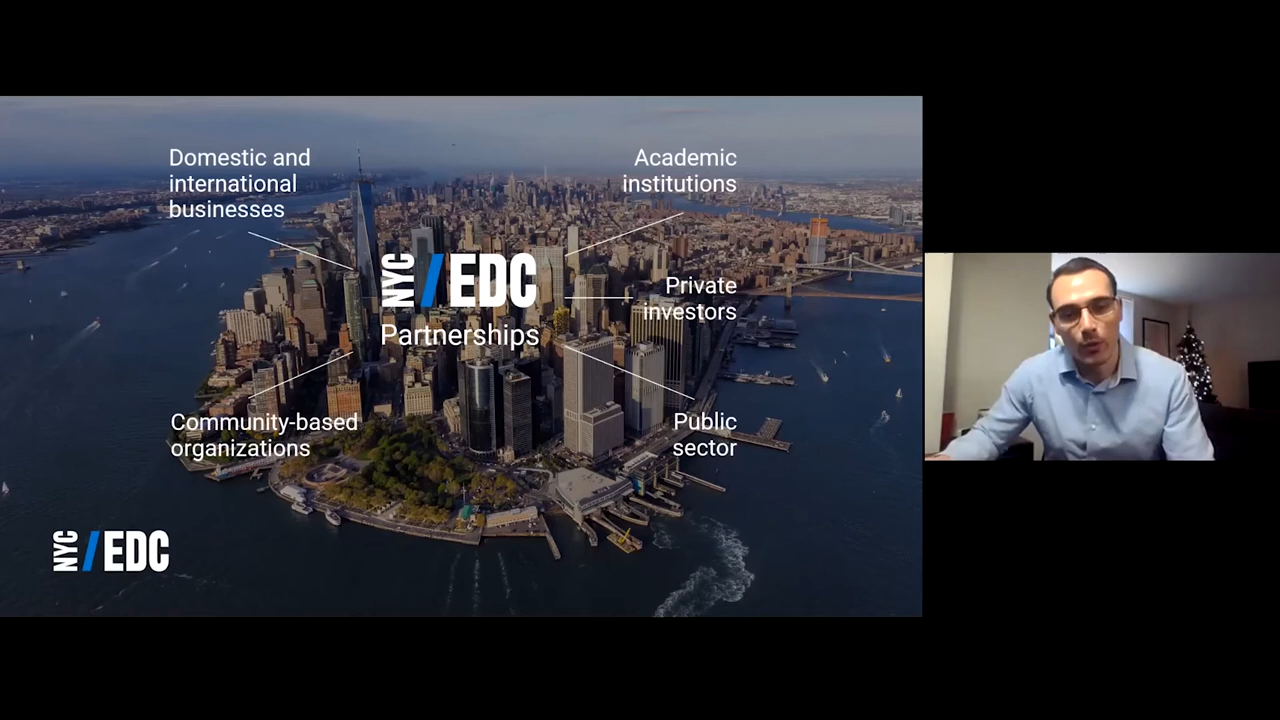 Domestic and
international
businesses
Academic
institutions
NYC / EDC
Partnerships
Private
investors
Community-based
organizations
Public
sector
NYC / EDC